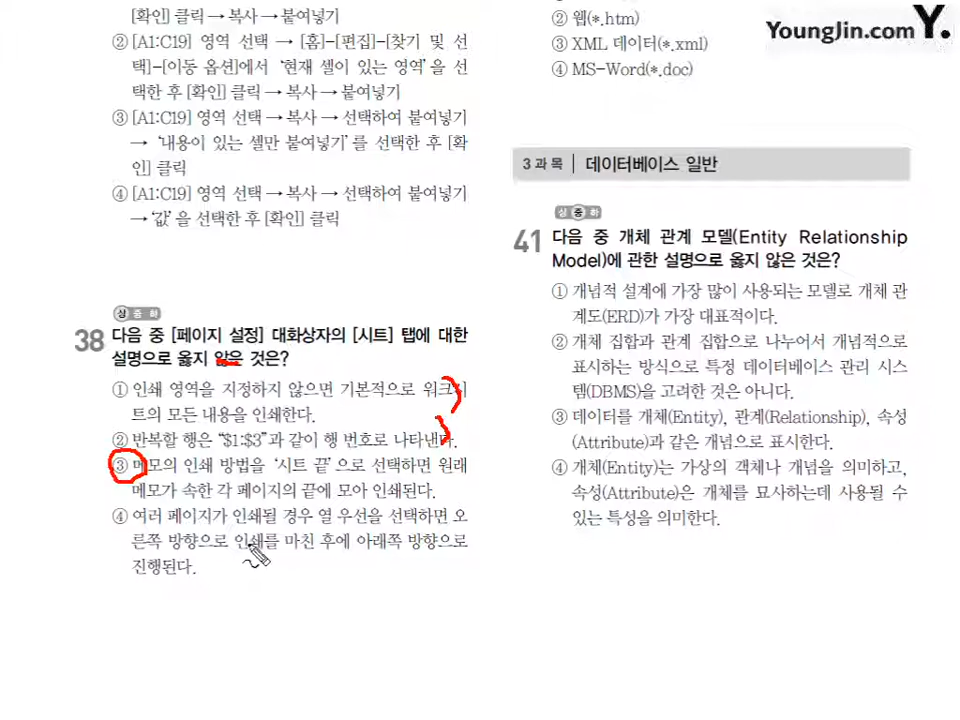 [확인] 클릭 → 복사 → 붙여넣기
② [A1:C19] 영역 선택 → [홈]-[편집]-[찾기 및 선
택]-[이동 옵션]에서 ‘현재 셀이 있는 영역’을 선
택한 후 [확인] 클릭 → 복사 → 붙여넣기
③ [A1:C19] 영역 선택 → 복사 → 선택하여 붙여넣기
→ ‘내용이 있는 셀만 붙여넣기’를 선택한 후 [확
인] 클릭
④ [A1:C19] 영역 선택 → 복사 → 선택하여 붙여넣기
→ ‘값’을 선택한 후 [확인] 클릭
상 중 하
38 다음 중 [페이지 설정] 대화상자의 [시트] 탭에 대한
설명으로 옳지 않은 것은?
① 인쇄 영역을 지정하지 않으면 기본적으로 워크시
트의 모든 내용을 인쇄한다.
② 반복할 행은 “$1:$3”과 같이 행 번호로 나타낸다.
③ 메모의 인쇄 방법을 ‘시트 끝’으로 선택하면 원래
메모가 속한 각 페이지의 끝에 모아 인쇄된다.
④ 여러 페이지가 인쇄될 경우 열 우선을 선택하면 오
른쪽 방향으로 인쇄를 마친 후에 아래쪽 방향으로
진행된다.
② 웹(*.htm)
③ XML 데이터(*.xml)
④ MS-Word(*.doc)
YoungJin.com Y.
3 과 목 | 데이터베이스 일반
상 중 하
41 다음 중 개체 관계 모델(Entity Relationship
Model)에 관한 설명으로 옳지 않은 것은?
① 개념적 설계에 가장 많이 사용되는 모델로 개체 관
계도(ERD)가 가장 대표적이다.
② 개체 집합과 관계 집합으로 나누어서 개념적으로
표시하는 방식으로 특정 데이터베이스 관리 시스
템(DBMS)을 고려한 것은 아니다.
③ 데이터를 개체(Entity), 관계(Relationship), 속성
(Attribute)과 같은 개념으로 표시한다.
④ 개체(Entity)는 가상의 객체나 개념을 의미하고,
속성(Attribute)은 개체를 묘사하는데 사용될 수
있는 특성을 의미한다.